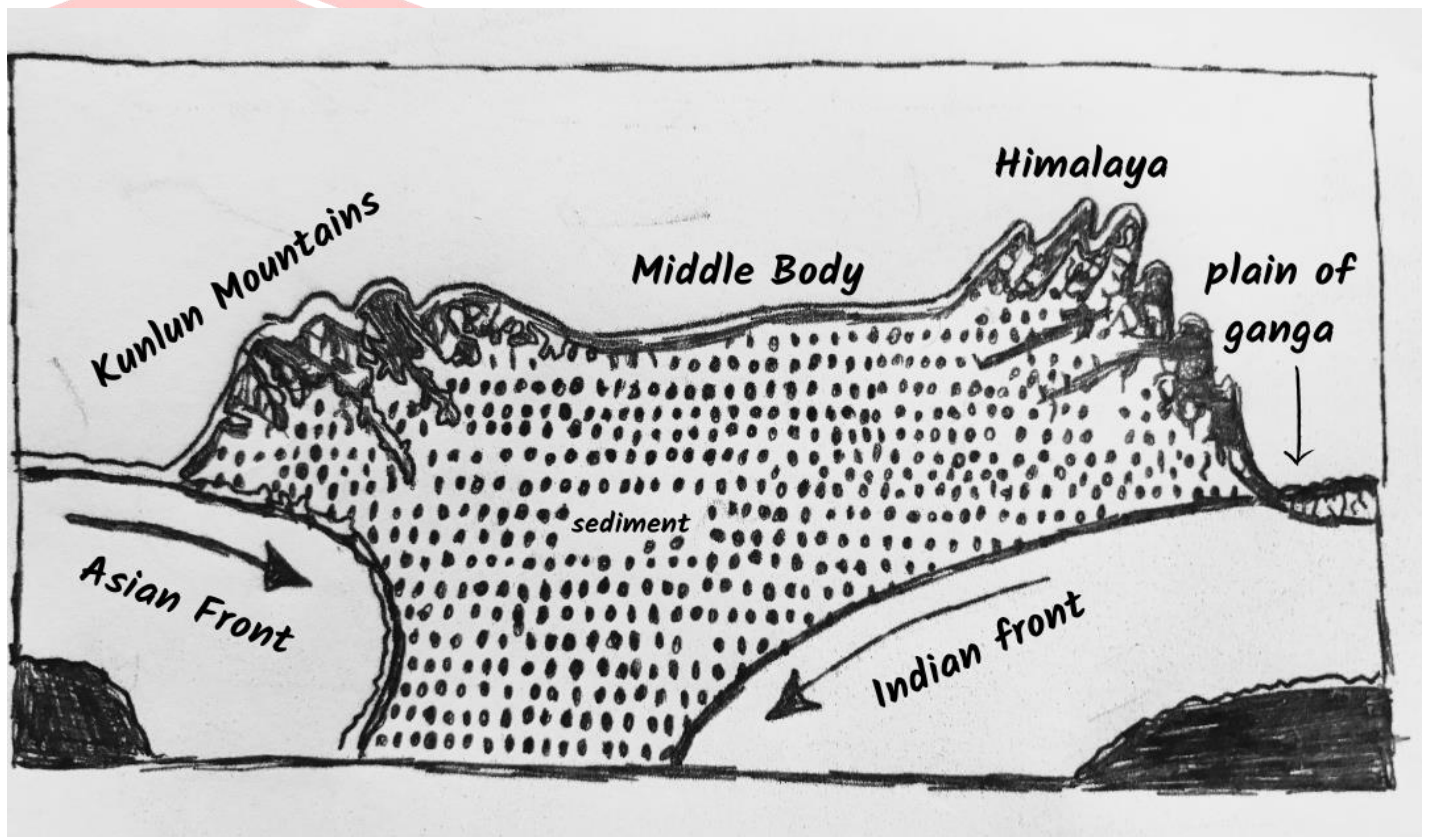 Himalaya
Kunlun Mountains
Middle Body
plain of
ganga
sediment
Asian Front
Indian front